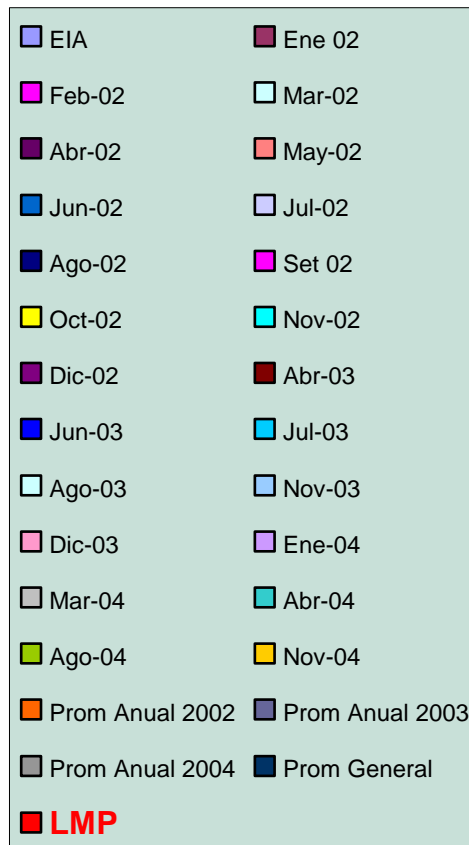 EIA Ene 02
Feb-02 Mar-02
Abr-02 May-02
Jun-02 Jul-02
Ago-02 Set 02
Oct-02 Nov-02
Dic-02 Abr-03
Jun-03 Jul-03
Ago-03 Nov-03
Dic-03 Ene-04
Mar-04 Abr-04
Ago-04 Nov-04
Prom Anual 2002 Prom Anual 2003
Prom Anual 2004 Prom General
LMP